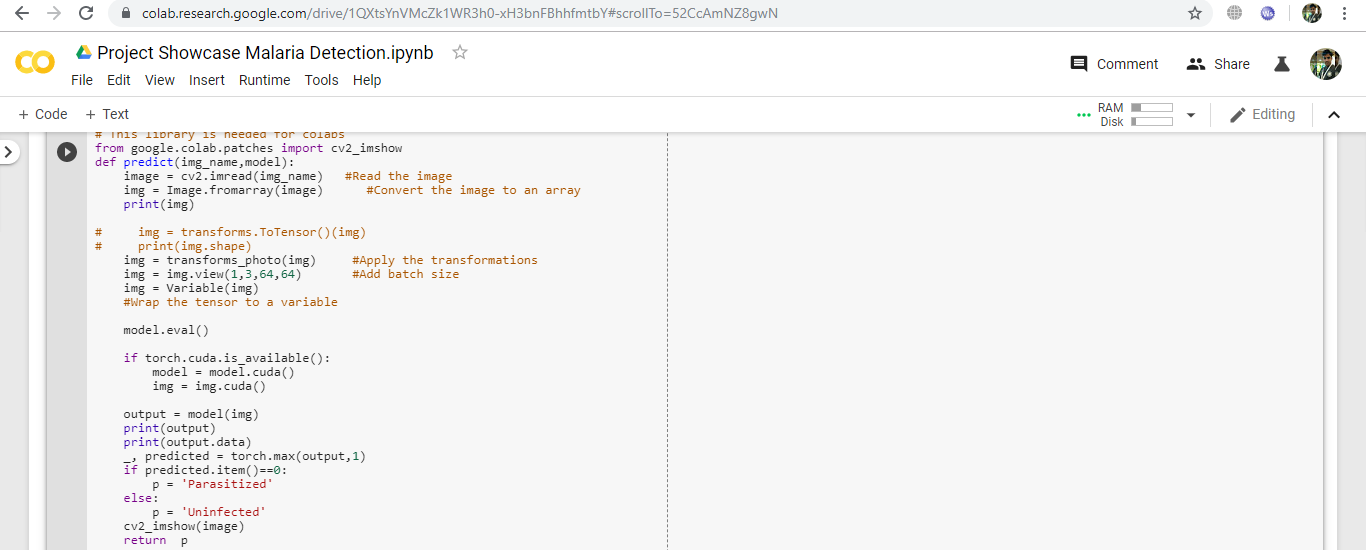 colab.research.google.com/drive/1QXtsYnVMcZk1WR3h0-xH3bnFBhhfmtbY#scrollTo=52CcAmNZ8gwN
Ws
CO
Project Showcase Malaria Detection.ipynb
File Edit View Insert Runtime Tools Help
Comment Share
+ Code + Text
RAM
Disk
Editing
# This library is needed for colabs
from google.colab.patches import cv2_imshow
def predict(img_name,model):
    image = cv2.imread(img_name)   #Read the image
    img = Image.fromarray(image)      #Convert the image to an array
    print(img)
#     img = transforms.ToTensor()(img)
#     print(img.shape)
    img = transforms_photo(img)     #Apply the transformations
    img = img.view(1,3,64,64)       #Add batch size
    img = Variable(img)
    #Wrap the tensor to a variable
    model.eval()
    if torch.cuda.is_available():
        model = model.cuda()
        img = img.cuda()
    output = model(img)
    print(output)
    print(output.data)
    _, predicted = torch.max(output,1)
    if predicted.item()==0:
        p = 'Parasitized'
    else:
        p = 'Uninfected'
    cv2_imshow(image)
    return  p